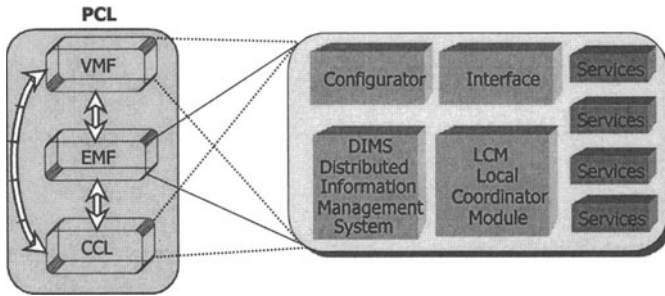 PCL
VMF
EMF
CCL
Configurator
Interface
DIMS
Distributed
Information
Management
System
LCM
Local
Coordinator
Module
Services
Services
Services
Services